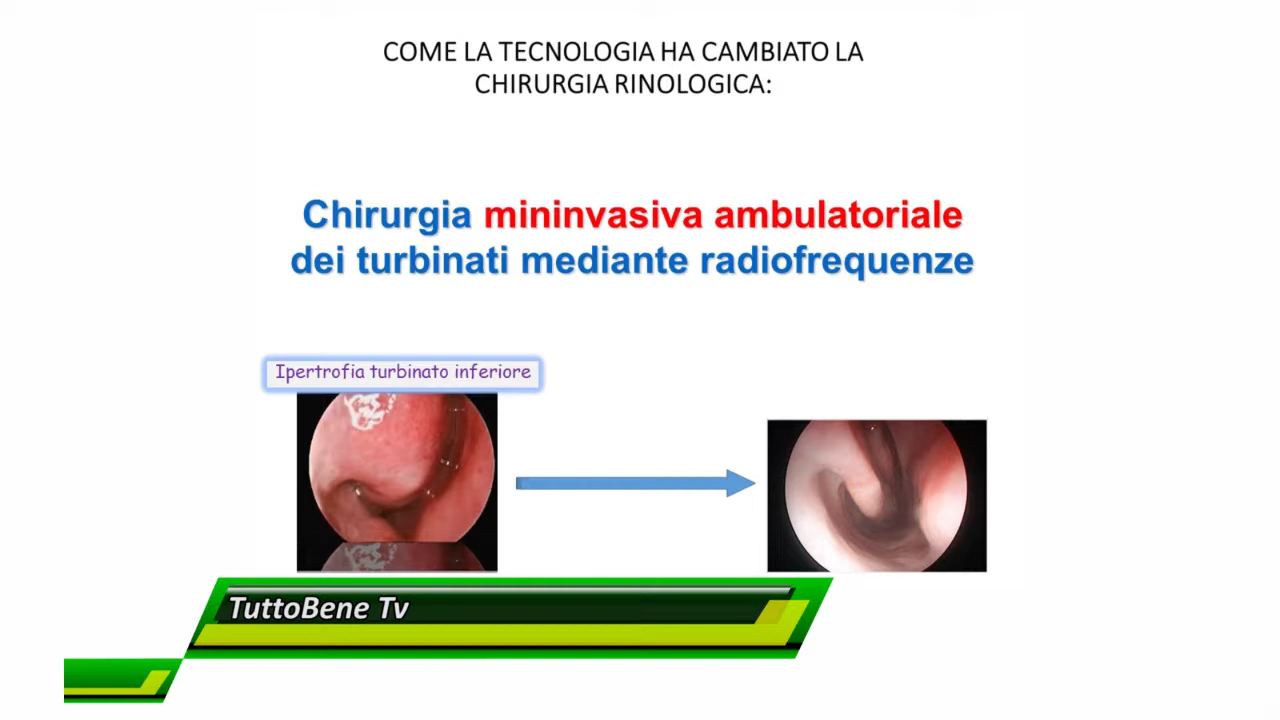 COME LA TECNOLOGIA HA CAMBIATO LA
CHIRURGIA RINOLOGICA:
Chirurgia mininvasiva ambulatoriale
dei turbinati mediante radiofrequenze
Ipertrofia turbinato inferiore
TuttoBene Tv